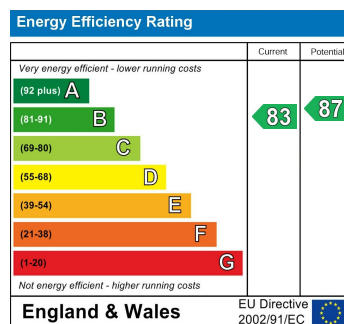 Energy Efficiency Rating
Current
Potential
Very energy efficient - lower running costs
(92 plus) A
(81-91) B
83
87
(69-80) C
(55-68) D
(39-54) E
(21-38) F
(1-20) G
Not energy efficient - higher running costs
England & Wales
EU Directive
2002/91/EC